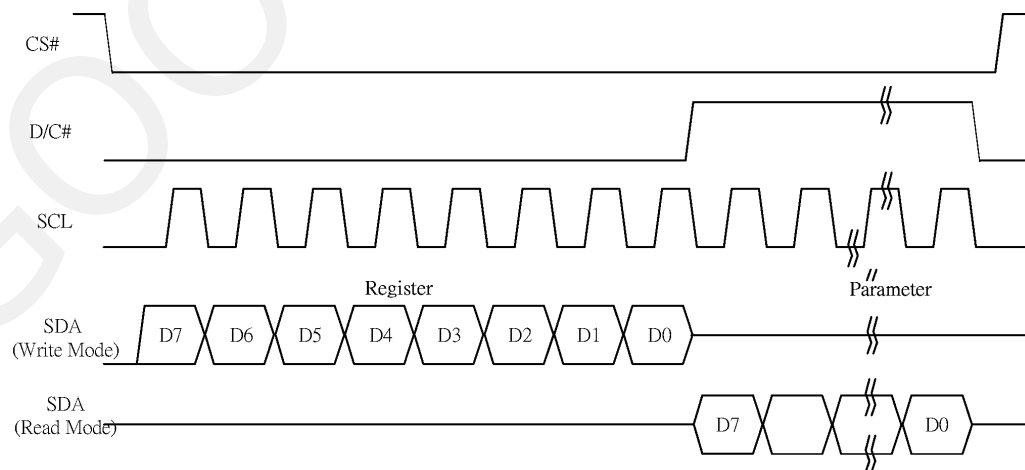 CS#
D/C#
SCL
Register Parameter
SDA
(Write Mode)
D7 D6 D5 D4 D3 D2 D1 D0
SDA
(Read Mode)
D7 D0